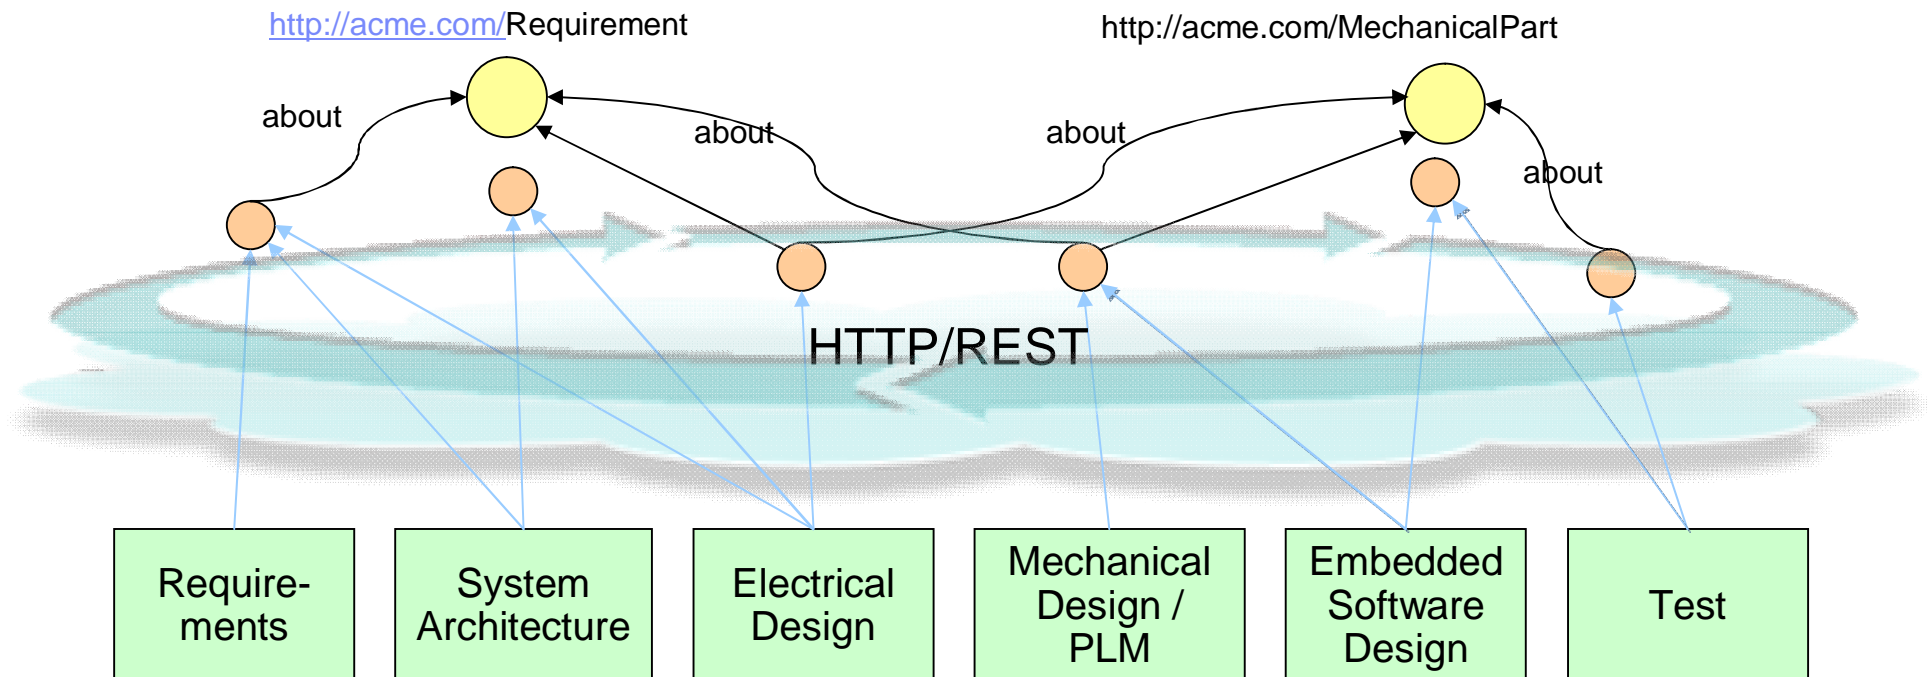 http://acme.com/Requirement
http://acme.com/MechanicalPart
about
about
about
about
HTTP/REST
Require-
ments
System
Architecture
Electrical
Design
Mechanical
Design /
PLM
Embedded
Software
Design
Test